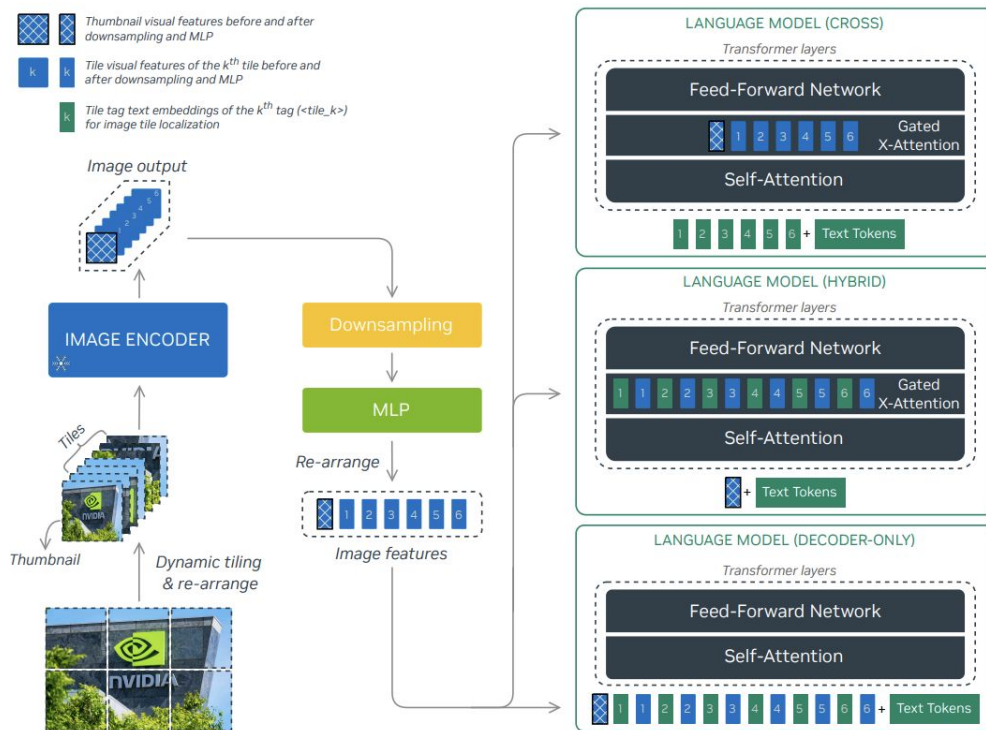 Thumbnail visual features before and after
downsampling and MLP
k k
Tile visual features of the kth tile before and
after downsampling and MLP
k
Tile tag text embeddings of the kth tag (<tile_k>)
for image tile localization
Image output
1 2 3 4 5 6
IMAGE ENCODER
Tiles
NVIDIA
Thumbnail
Dynamic tiling
& re-arrange
NVIDIA
Downsampling
MLP
Re-arrange
1 2 3 4 5 6
Image features
LANGUAGE MODEL (CROSS)
Transformer layers
Feed-Forward Network
1 2 3 4 5 6
Gated
X-Attention
Self-Attention
1 2 3 4 5 6 + Text Tokens
LANGUAGE MODEL (HYBRID)
Transformer layers
Feed-Forward Network
1 1 2 2 3 3 4 4 5 5 6 6
Gated
X-Attention
Self-Attention
+ Text Tokens
LANGUAGE MODEL (DECODER-ONLY)
Transformer layers
Feed-Forward Network
Self-Attention
1 1 2 2 3 3 4 4 5 5 6 6 + Text Tokens